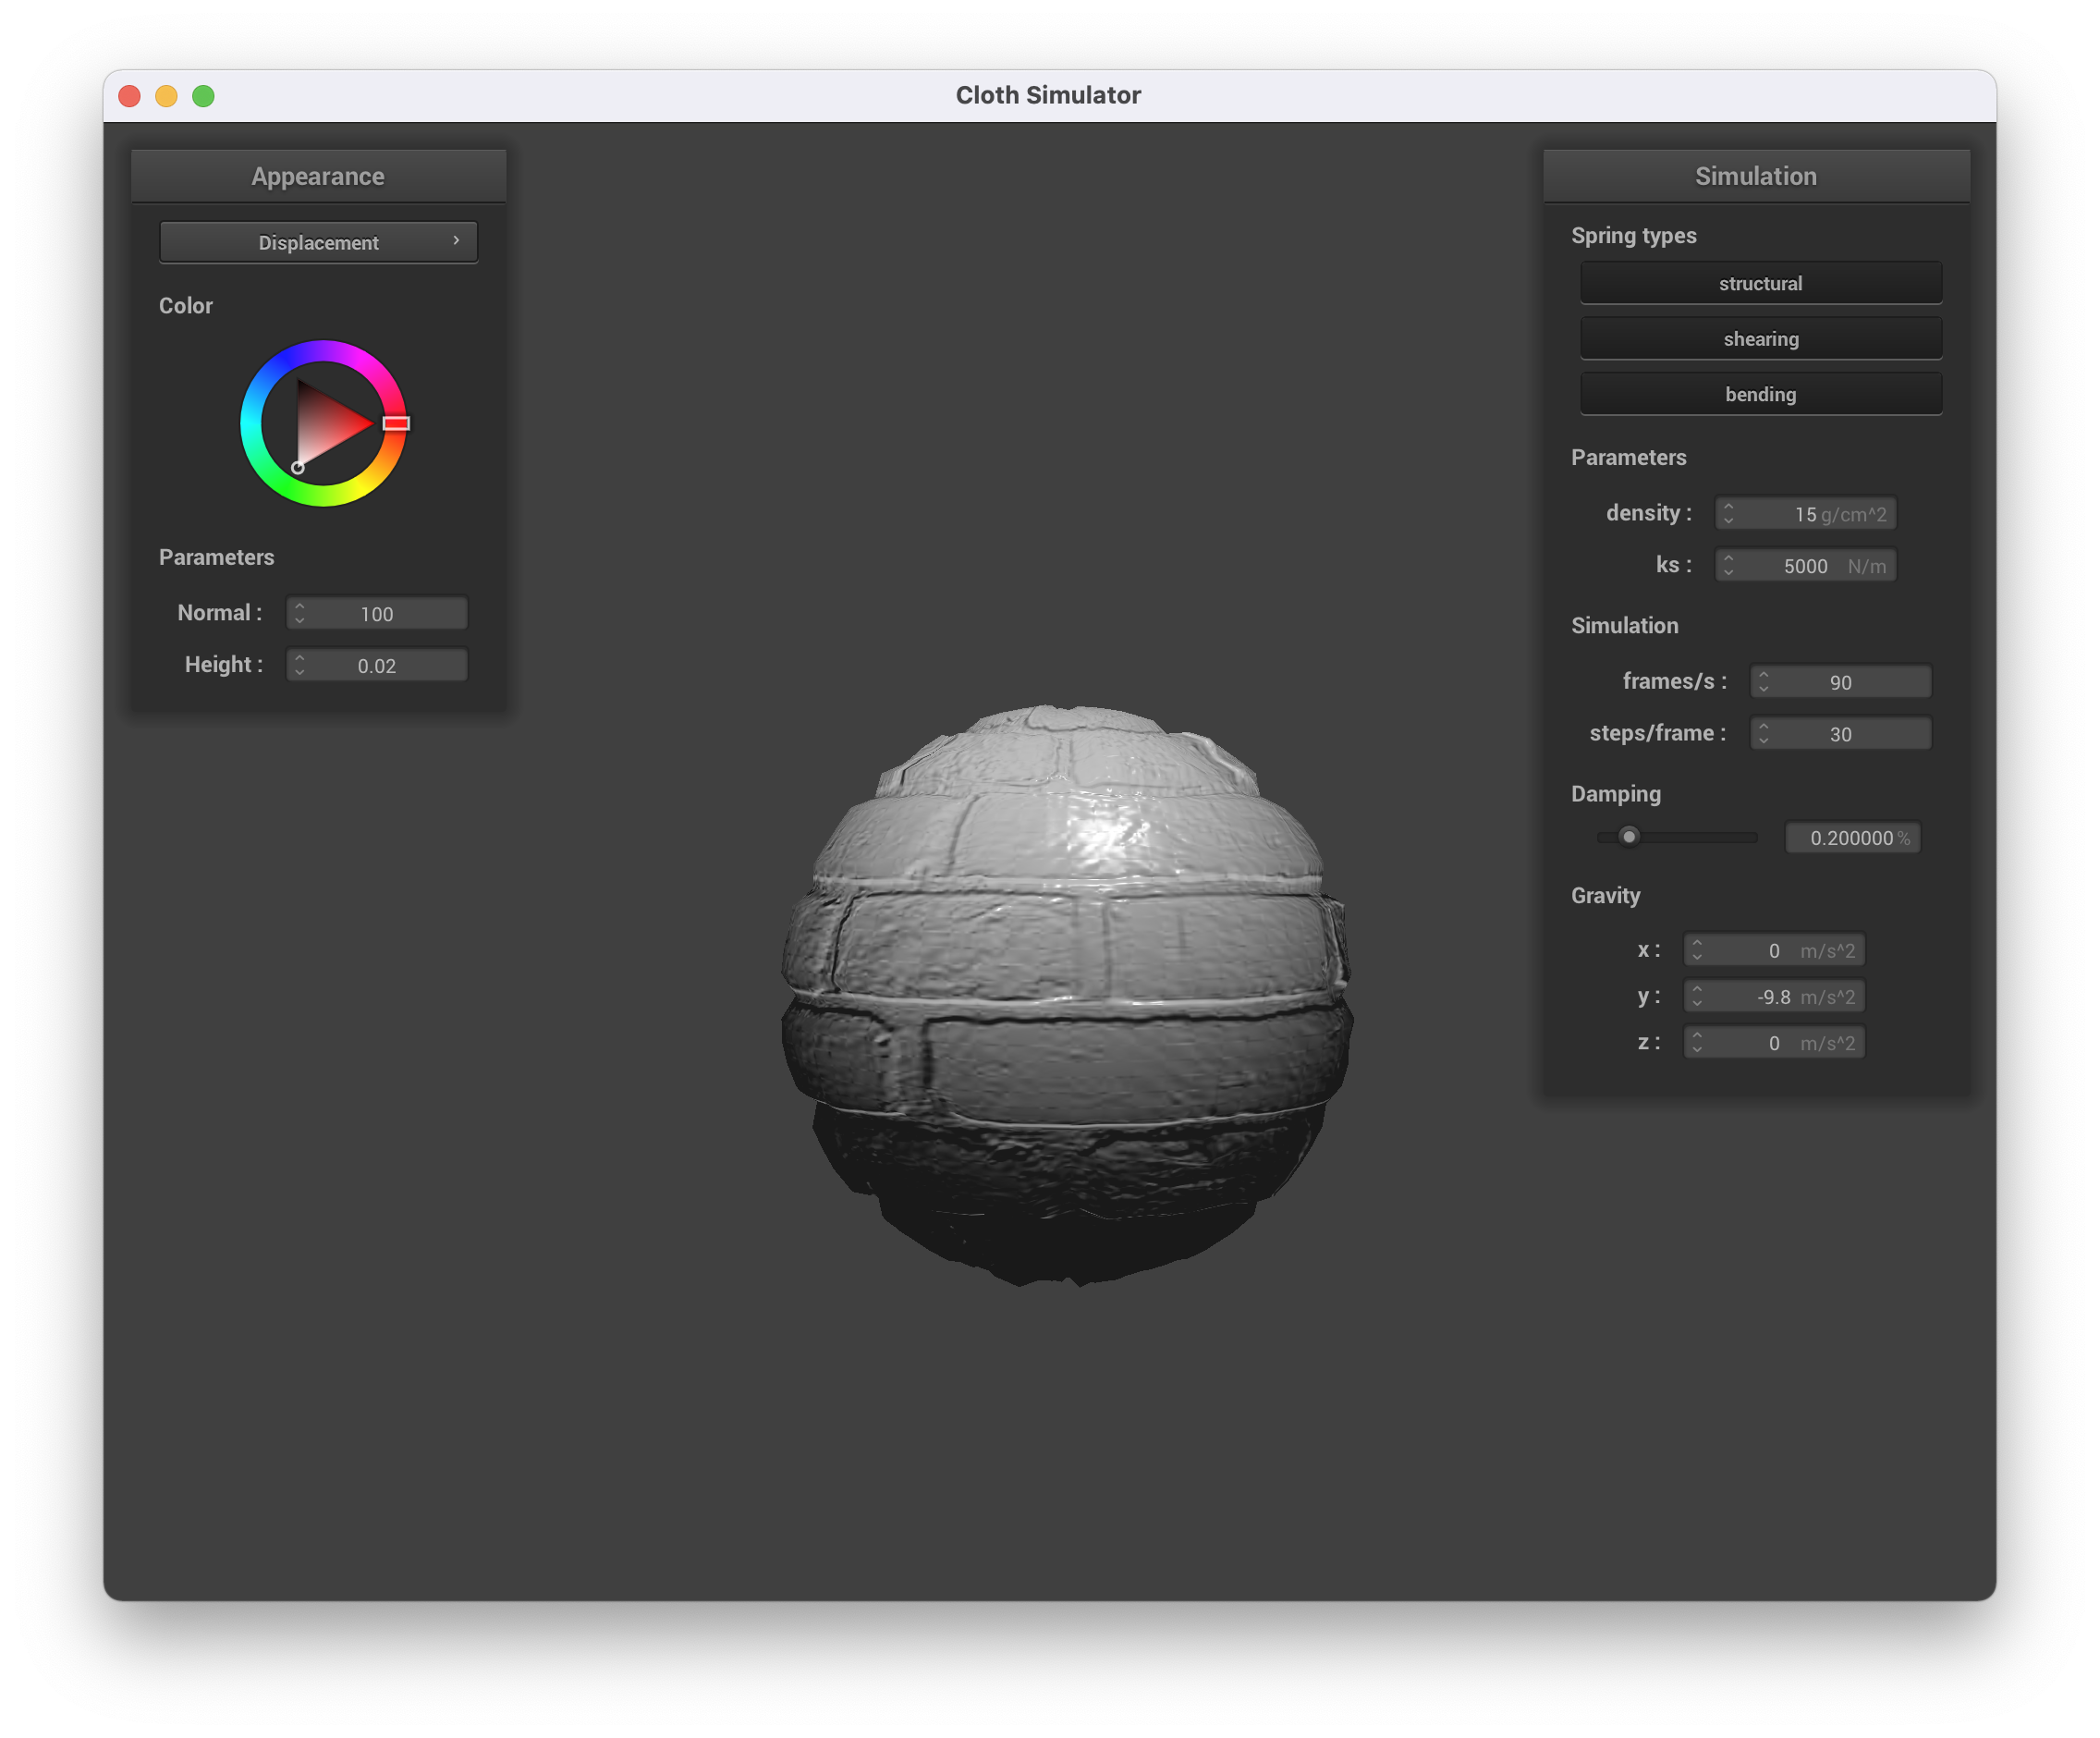 Cloth Simulator
Appearance
Displacement
Color
Parameters
Normal : 100
Height : 0.02
Simulation
Spring types
structural
shearing
bending
Parameters
density : 15 g/cm^2
ks : 5000 N/m
Simulation
frames/s : 90
steps/frame : 30
Damping
0.200000 %
Gravity
x : 0 m/s^2
y : -9.8 m/s^2
z : 0 m/s^2